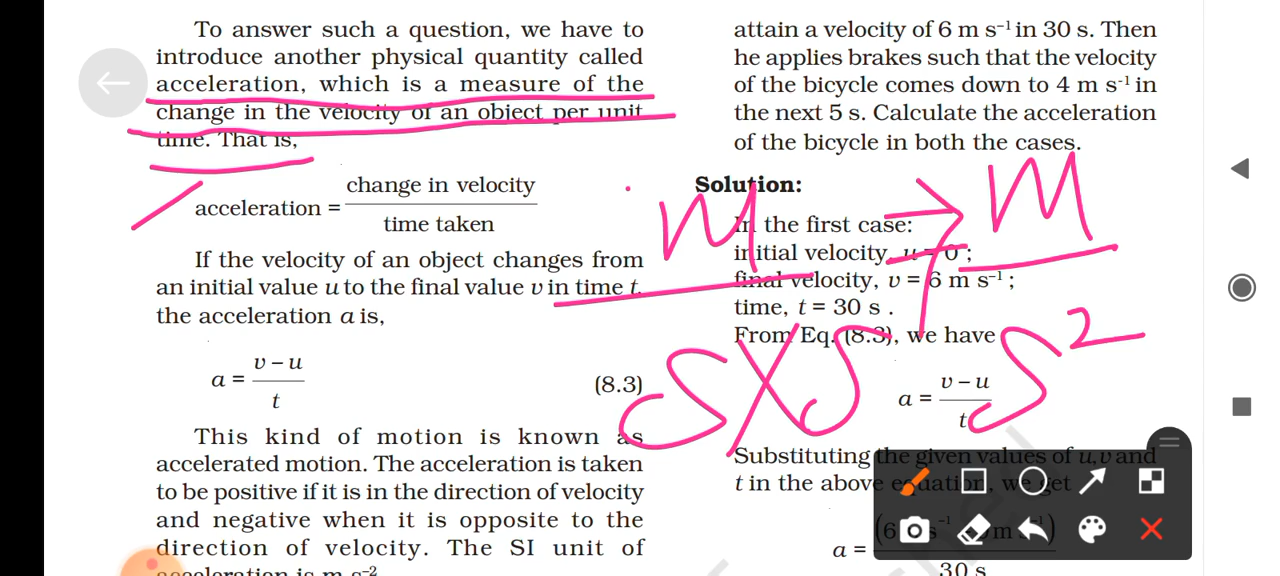 To answer such a question, we have to
introduce another physical quantity called
acceleration, which is a measure of the
change in the velocity of an object per unit
time. That is,
acceleration = change in velocity
time taken
If the velocity of an object changes from
an initial value u to the final value v in time t,
the acceleration a is,
a = v – u
t
(8.3)
This kind of motion is known as
accelerated motion. The acceleration is taken
to be positive if it is in the direction of velocity
and negative when it is opposite to the
direction of velocity. The SI unit of
acceleration is m s⁻²
attain a velocity of 6 m s⁻¹ in 30 s. Then
he applies brakes such that the velocity
of the bicycle comes down to 4 m s⁻¹ in
the next 5 s. Calculate the acceleration
of the bicycle in both the cases.
Solution:
In the first case:
initial velocity, u = 0 ;
final velocity, v = 6 m s⁻¹ ;
time, t = 30 s .
From Eq. (8.3), we have
a = v – u
t
Substituting the given values of u, v and
t in the above equation, we get
a =
30 s
M
S X S
M
S²